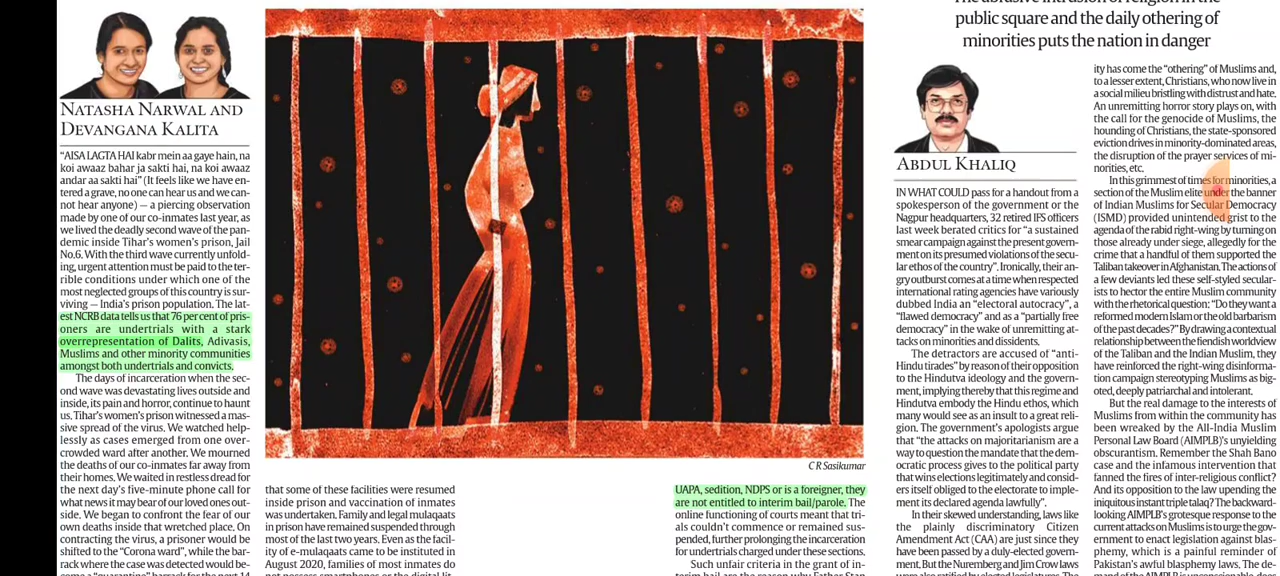 NATASHA NARWAL AND
DEVANGANA KALITA
“AISA LAGTA HAI kabr mein aa gaye hain, na
koi awaaz bahar ja sakti hai, na koi awaaz
andar aa sakti hai” (It feels like we have en-
tered a grave, no one can hear us and we can-
not hear anyone) — a piercing observation
made by one of our co-inmates last year, as
we lived the deadly second wave of the pan-
demic inside Tihar’s women’s prison, Jail
No.6. With the third wave currently unfold-
ing, urgent attention must be paid to the ter-
rible conditions under which one of the
most neglected groups of this country is sur-
viving — India’s prison population. The lat-
est NCRB data tells us that 76 per cent of pris-
oners are undertrials with a stark
overrepresentation of Dalits, Adivasis,
Muslims and other minority communities
amongst both undertrials and convicts.
The days of incarceration when the sec-
ond wave was devastating lives outside and
inside, its pain and horror, continue to haunt
us. Tihar’s women’s prison witnessed a mas-
sive spread of the virus. We watched help-
lessly as cases emerged from one over-
crowded ward after another. We mourned
the deaths of our co-inmates far away from
their homes. We waited in restless dread for
the next day’s five-minute phone call for
what news it may bear of our loved ones out-
side. We began to confront the fear of our
own deaths inside that wretched place. On
contracting the virus, a prisoner would be
shifted to the “Corona ward”, while the bar-
rack where the case was detected would be-
come a “quarantine” barrack for the next 14
C R Sasikumar
that some of these facilities were resumed
inside prison and vaccination of inmates
was undertaken. Family and legal mulaqaats
in prison have remained suspended through
most of the last two years. Even as the facil-
ity of e-mulaqaats came to be instituted in
August 2020, families of most inmates do
not possess smartphones or the digital lit-
UAPA, sedition, NDPS or is a foreigner, they
are not entitled to interim bail/parole. The
online functioning of courts meant that tri-
als couldn’t commence or remained sus-
pended, further prolonging the incarceration
for undertrials charged under these sections.
Such unfair criteria in the grant of in-
terim bail are the reason why Father Stan
The abrasive intrusion of religion in the
public square and the daily othering of
minorities puts the nation in danger
ABDUL KHALIQ
IN WHAT COULD pass for a handout from a
spokesperson of the government or the
Nagpur headquarters, 32 retired IFS officers
last week berated critics for “a sustained
smear campaign against the present govern-
ment on its presumed violations of the secu-
lar ethos of the country”. Ironically, their an-
gry outburst comes at a time when respected
international rating agencies have variously
dubbed India an “electoral autocracy”, a
“flawed democracy” and as a “partially free
democracy” in the wake of unremitting at-
tacks on minorities and dissidents.
The detractors are accused of “anti-
Hindu tirades” by reason of their opposition
to the Hindutva ideology and the govern-
ment, implying thereby that this regime and
Hindutva embody the Hindu ethos, which
many would see as an insult to a great reli-
gion. The government’s apologists argue
that “the attacks on majoritarianism are a
way to question the mandate that the dem-
ocratic process gives to the political party
that wins elections legitimately and consid-
ers itself obliged to the electorate to imple-
ment its declared agenda lawfully”.
In their skewed understanding, laws like
the plainly discriminatory Citizen
Amendment Act (CAA) are just since they
have been passed by a duly-elected govern-
ment. But the Nuremberg and Jim Crow laws
were also ratified by elected legislatures. The
ity has come the “othering” of Muslims and,
to a lesser extent, Christians, who now live in
a social milieu bristling with distrust and hate.
An unremitting horror story plays on, with
the call for the genocide of Muslims, the
hounding of Christians, the state-sponsored
eviction drives in minority-dominated areas,
the disruption of the prayer services of mi-
norities, etc.
In this grimmest of times for minorities, a
section of the Muslim elite under the banner
of Indian Muslims for Secular Democracy
(ISMD) provided unintended grist to the
agenda of the rabid right-wing by turning on
those already under siege, allegedly for the
crime that a handful of them supported the
Taliban takeover in Afghanistan. The actions of
a few deviants led these self-styled secular-
ists to hector the entire Muslim community
with the rhetorical question: “Do they want a
reformed modern Islam or the old barbarism
of the past decades?” By drawing a contextual
relationship between the fiendish worldview
of the Taliban and the Indian Muslim, they
have reinforced the right-wing disinforma-
tion campaign stereotyping Muslims as big-
oted, deeply patriarchal and intolerant.
But the real damage to the interests of
Muslims from within the community has
been wreaked by the All-India Muslim
Personal Law Board (AIMPLB)’s unyielding
obscurantism. Remember the Shah Bano
case and the infamous intervention that
fanned the fires of inter-religious conflict?
And its opposition to the law upending the
iniquitous instant triple talaq? The backward-
looking AIMPLB’s grotesque response to the
current attacks on Muslims is to urge the gov-
ernment to enact legislation against blas-
phemy, which is a painful reminder of
Pakistan’s awful blasphemy laws. The de-
mand of the AIMPLB is unconscionable, does